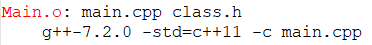 Main.o: main.cpp class.h
g++-7.2.0 -std=c++11 -c main.cpp